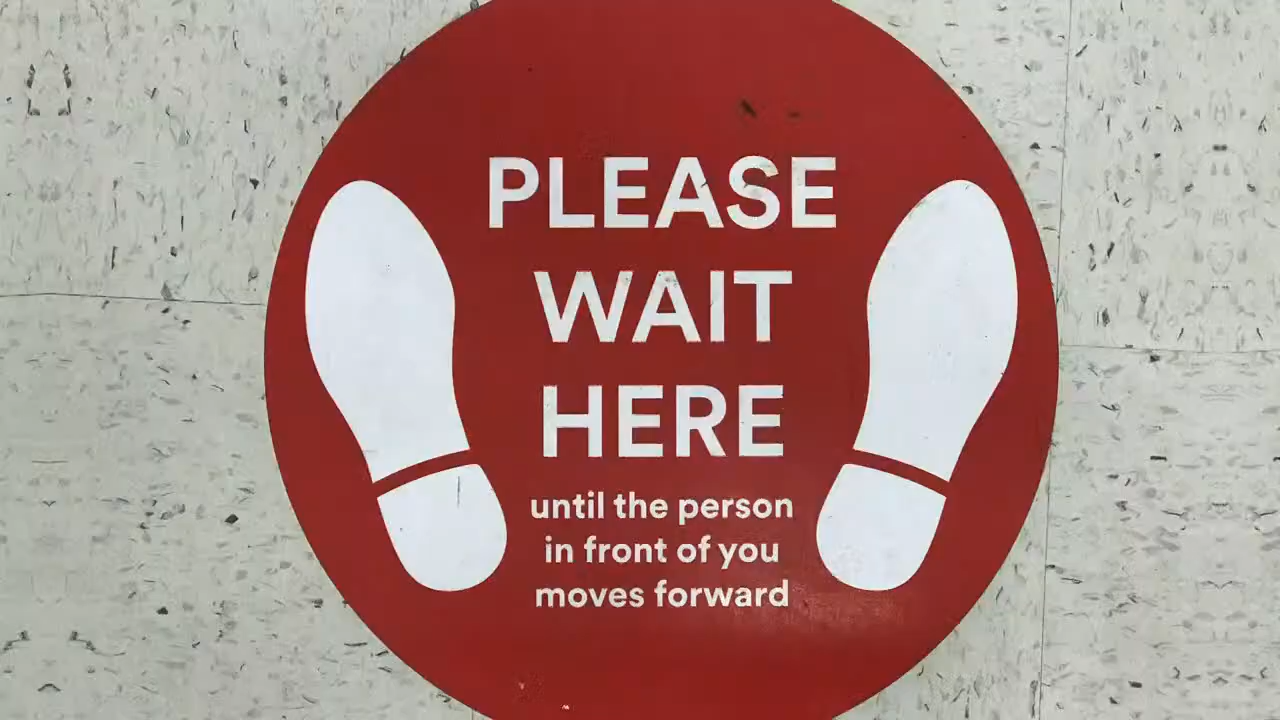 PLEASE
WAIT
HERE
until the person
in front of you
moves forward